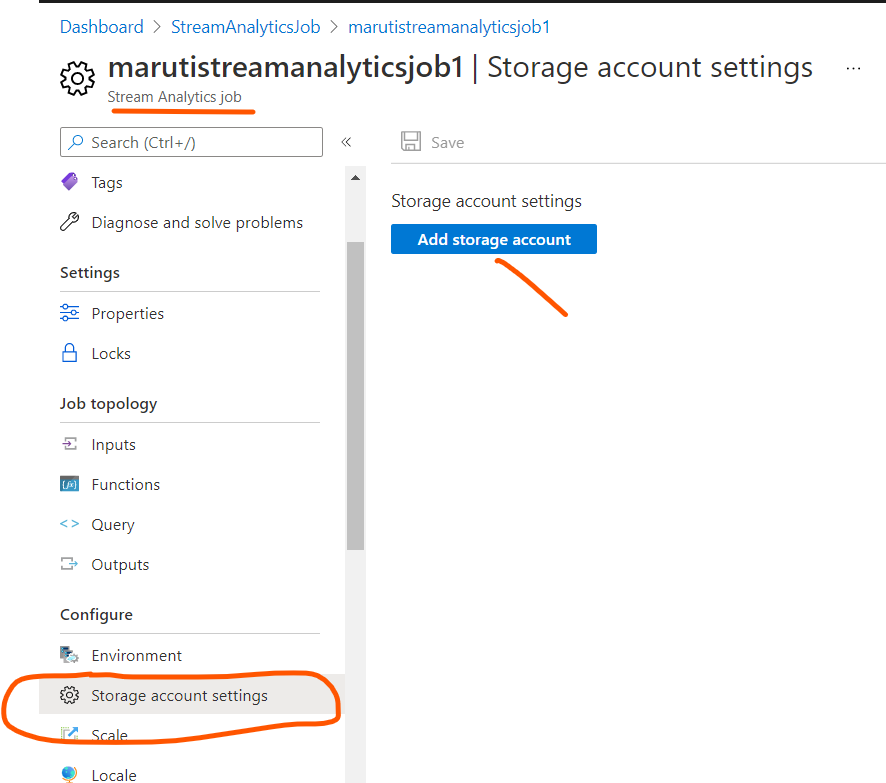 Dashboard > StreamAnalyticsJob > marutistreamanalyticsjob1
marutistreamanalyticsjob1 | Storage account settings ...
Stream Analytics job
Search (Ctrl+/) «
Save
Tags
Diagnose and solve problems
Settings
Properties
Locks
Job topology
Inputs
Functions
Query
Outputs
Configure
Environment
Storage account settings
Scale
Locale
Storage account settings
Add storage account